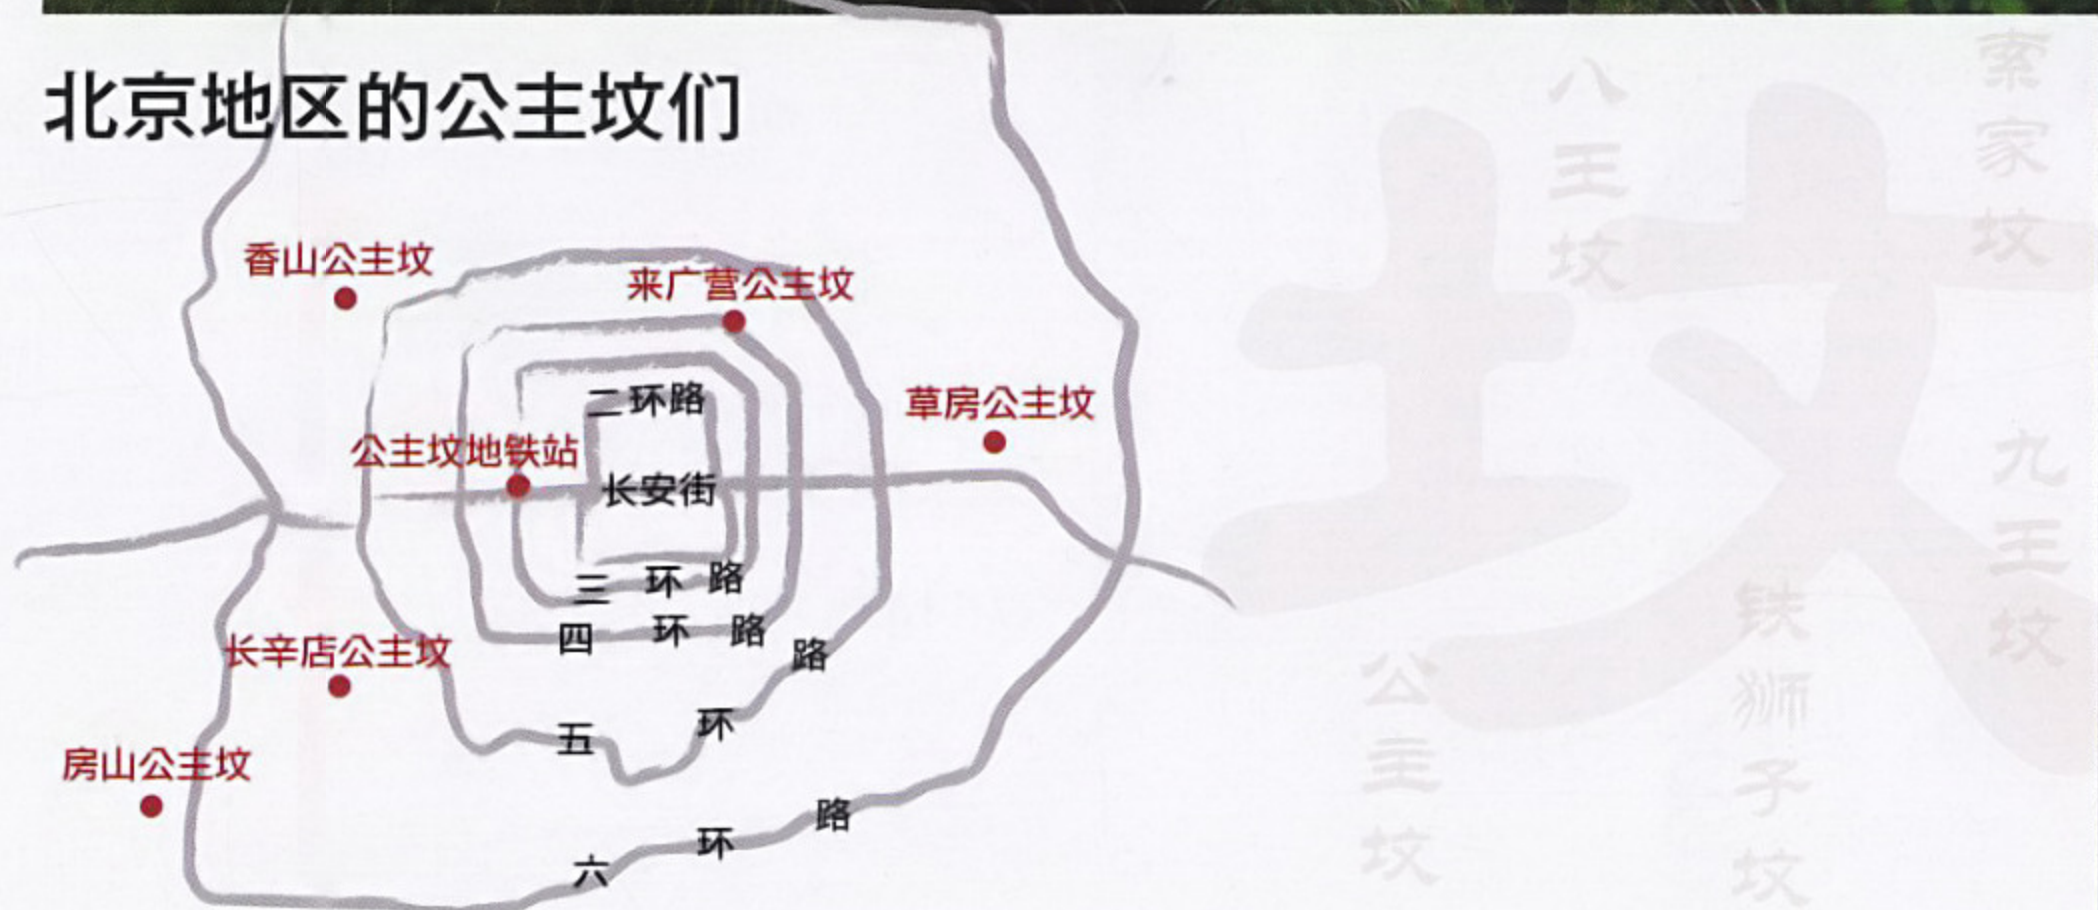 北京地区的公主坟们
香山公主坟
来广营公主坟
二环路
草房公主坟
公主坟地铁站
长安街
三环路
四环路
长辛店公主坟
五环路
房山公主坟
六环路
八王坟
索家坟
九王坟
铁狮子坟
公主坟
坟